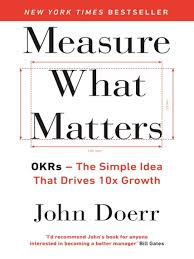 NEW YORK TIMES BESTSELLER
Measure
What
Matters
OKRs – The Simple Idea
That Drives 10x Growth
John Doerr
'I'd recommend John's book for anyone
interested in becoming a better manager' Bill Gates